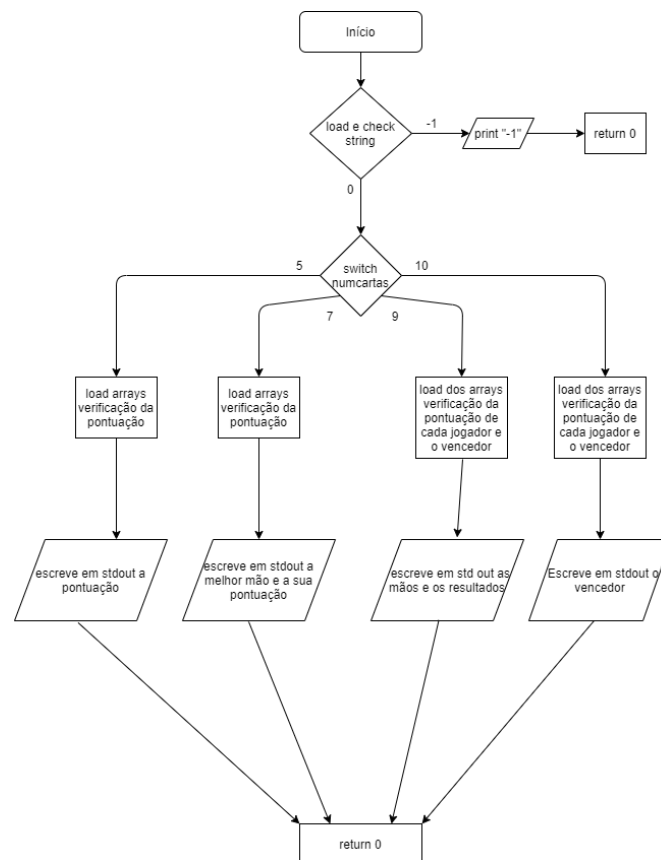 Início
load e check
string
-1
print "-1"
return 0
0
switch
numcartas
5
10
7
9
load arrays
verificação da
pontuação
load arrays
verificação da
pontuação
load dos arrays
verificação da
pontuação de
cada jogador e
o vencedor
load dos arrays
verificação da
pontuação de
cada jogador e
o vencedor
escreve em stdout a
pontuação
escreve em stdout a
melhor mão e a sua
pontuação
escreve em std out as
mãos e os resultados
Escreve em stdout o
vencedor
return 0